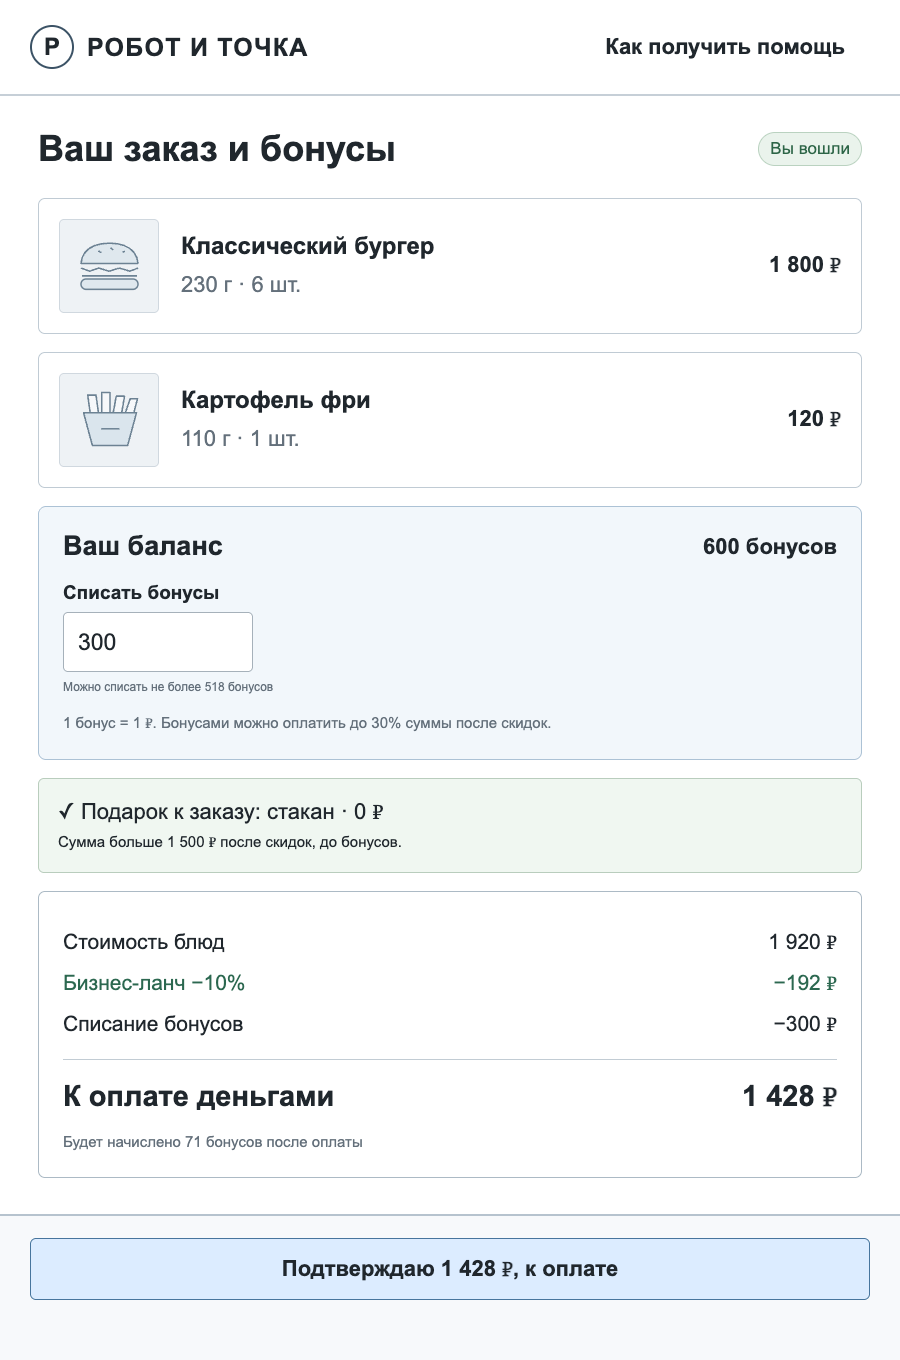 Р РОБОТ И ТОЧКА
Как получить помощь
Ваш заказ и бонусы
Вы вошли
Классический бургер
230 г · 6 шт.
1 800 ₽
Картофель фри
110 г · 1 шт.
120 ₽
Ваш баланс
600 бонусов
Списать бонусы
300
Можно списать не более 518 бонусов
1 бонус = 1 ₽. Бонусами можно оплатить до 30% суммы после скидок.
✓ Подарок к заказу: стакан · 0 ₽
Сумма больше 1 500 ₽ после скидок, до бонусов.
Стоимость блюд
1 920 ₽
Бизнес-ланч −10%
−192 ₽
Списание бонусов
−300 ₽
К оплате деньгами
1 428 ₽
Будет начислено 71 бонусов после оплаты
Подтверждаю 1 428 ₽, к оплате